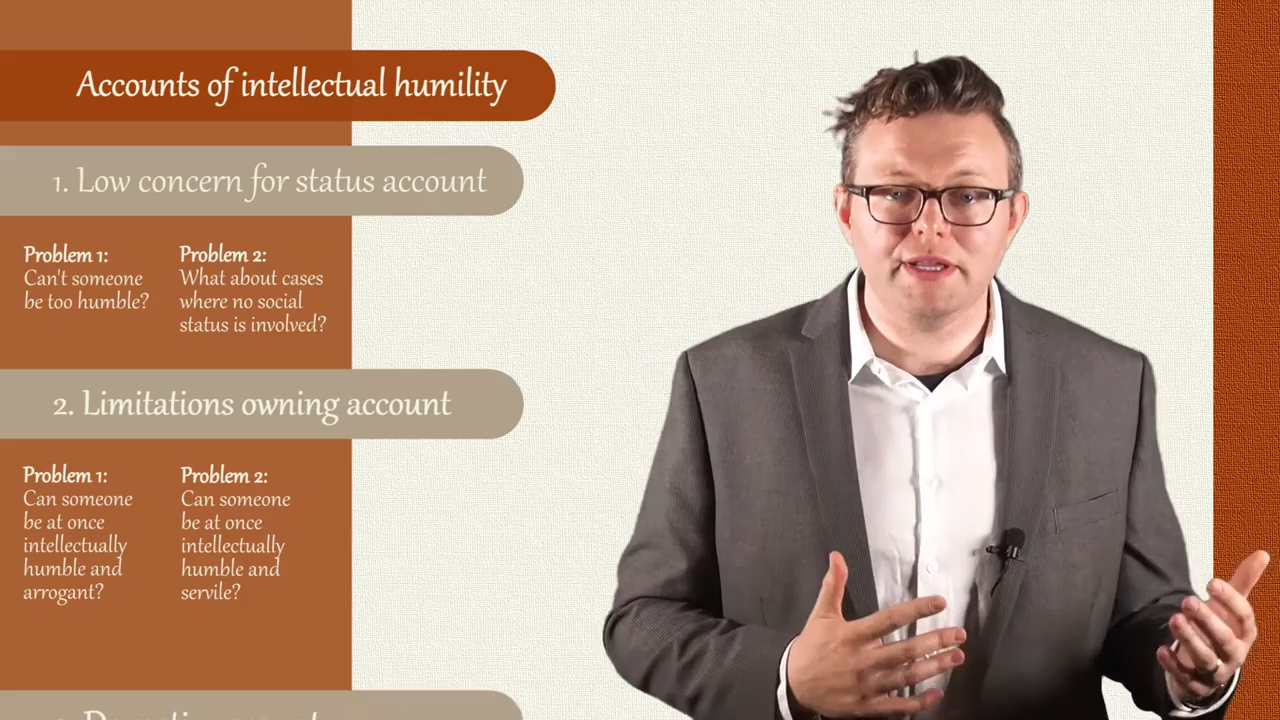 Accounts of intellectual humility
1. Low concern for status account
Problem 1:
Can't someone
be too humble?
Problem 2:
What about cases
where no social
status is involved?
2. Limitations owning account
Problem 1:
Can someone
be at once
intellectually
humble and
arrogant?
Problem 2:
Can someone
be at once
intellectually
humble and
servile?